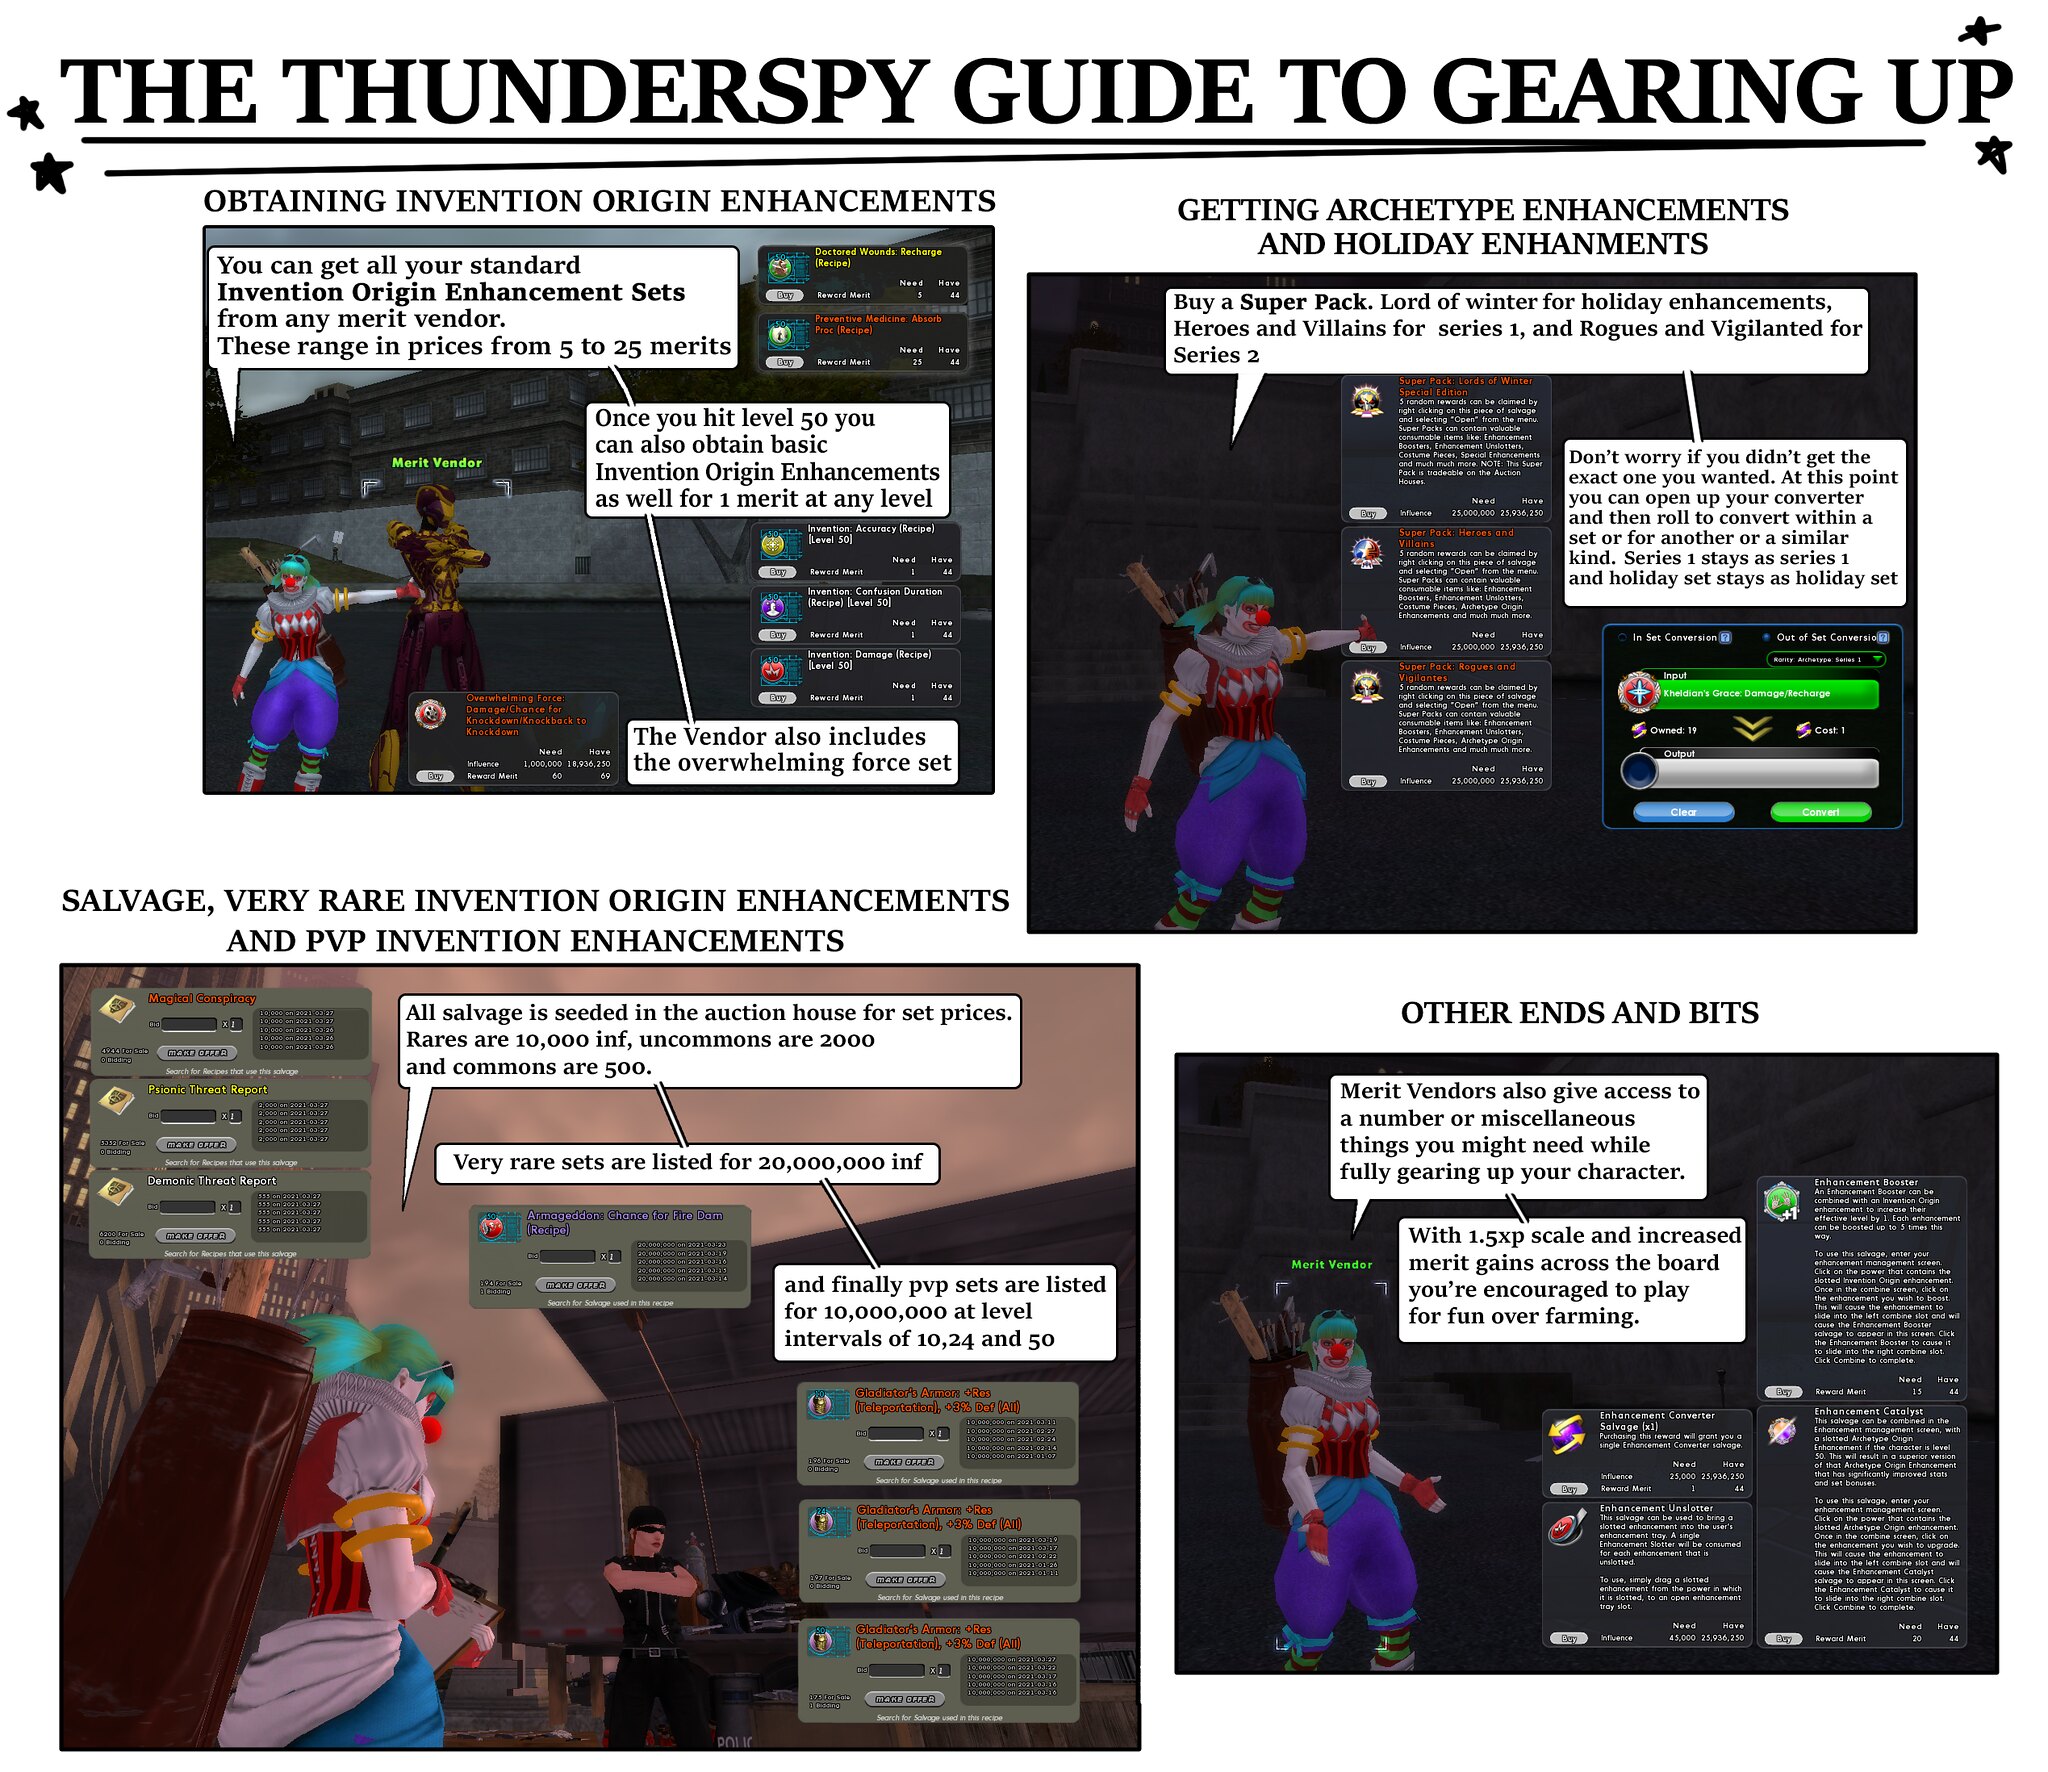 THE THUNDERSPY GUIDE TO GEARING UP
OBTAINING INVENTION ORIGIN ENHANCEMENTS
You can get all your standard
Invention Origin Enhancement Sets
from any merit vendor.
These range in prices from 5 to 25 merits
50
Doctored Wounds: Recharge
(Recipe)
Need Have
Buy Reward Merit 5 44
50
Preventive Medicine: Absorb
Proc (Recipe)
Need Have
Buy Reward Merit 25 44
Once you hit level 50 you
can also obtain basic
Invention Origin Enhancements
as well for 1 merit at any level
Merit Vendor
50
Invention: Accuracy (Recipe)
[Level 50]
Need Have
Buy Reward Merit 1 44
50
Invention: Confusion Duration
(Recipe) [Level 50]
Need Have
Buy Reward Merit 1 44
50
Invention: Damage (Recipe)
[Level 50]
Need Have
Buy Reward Merit 1 44
Overwhelming Force:
Damage/Chance for
Knockdown/Knockback to
Knockdown
Need Have
Influence 1,000,000 18,936,250
Buy Reward Merit 60 69
The Vendor also includes
the overwhelming force set
GETTING ARCHETYPE ENHANCEMENTS
AND HOLIDAY ENHANMENTS
Buy a Super Pack. Lord of winter for holiday enhancements,
Heroes and Villains for series 1, and Rogues and Vigilanted for
Series 2
Super Pack: Lords of Winter
Special Edition
5 random rewards can be claimed by
right clicking on this piece of salvage
and selecting "Open" from the menu.
Super Packs can contain valuable
consumable items like: Enhancement
Boosters, Enhancement Unslotters,
Costume Pieces, Special Enhancements
and much much more. NOTE: This Super
Pack is tradeable on the Auction
Houses.
Need Have
Buy Influence 25,000,000 25,936,250
Super Pack: Heroes and
Villains
5 random rewards can be claimed by
right clicking on this piece of salvage
and selecting "Open" from the menu.
Super Packs can contain valuable
consumable items like: Enhancement
Boosters, Enhancement Unslotters,
Costume Pieces, Archetype Origin
Enhancements and much much more.
Need Have
Buy Influence 25,000,000 25,936,250
Super Pack: Rogues and
Vigilantes
5 random rewards can be claimed by
right clicking on this piece of salvage
and selecting "Open" from the menu.
Super Packs can contain valuable
consumable items like: Enhancement
Boosters, Enhancement Unslotters,
Costume Pieces, Archetype Origin
Enhancements and much much more.
Need Have
Buy Influence 25,000,000 25,936,250
Don't worry if you didn't get the
exact one you wanted. At this point
you can open up your converter
and then roll to convert within a
set or for another or a similar
kind. Series 1 stays as series 1
and holiday set stays as holiday set
In Set Conversion ? Out of Set Conversio ?
Rarity: Archetype: Series 1
Input
Kheldian's Grace: Damage/Recharge
Owned: 19 Cost: 1
Output
Clear Convert
SALVAGE, VERY RARE INVENTION ORIGIN ENHANCEMENTS
AND PVP INVENTION ENHANCEMENTS
Magical Conspiracy
Bid X 1
10,000 on 2021-03-27
10,000 on 2021-03-27
10,000 on 2021-03-26
10,000 on 2021-03-26
10,000 on 2021-03-26
4944 For Sale
0 Bidding
MAKE OFFER
Search for Recipes that use this salvage
Psionic Threat Report
Bid X 1
2,000 on 2021-03-27
2,000 on 2021-03-27
2,000 on 2021-03-27
2,000 on 2021-03-27
2,000 on 2021-03-27
5352 For Sale
0 Bidding
MAKE OFFER
Search for Recipes that use this salvage
Demonic Threat Report
Bid X 1
555 on 2021-03-27
555 on 2021-03-27
555 on 2021-03-27
555 on 2021-03-27
555 on 2021-03-27
6200 For Sale
0 Bidding
MAKE OFFER
Search for Recipes that use this salvage
All salvage is seeded in the auction house for set prices.
Rares are 10,000 inf, uncommons are 2000
and commons are 500.
Very rare sets are listed for 20,000,000 inf
50
Armageddon: Chance for Fire Dam
(Recipe)
Bid X 1
20,000,000 on 2021-03-23
20,000,000 on 2021-03-19
20,000,000 on 2021-03-16
20,000,000 on 2021-03-15
20,000,000 on 2021-03-14
194 For Sale
1 Bidding
MAKE OFFER
Search for Salvage used in this recipe
and finally pvp sets are listed
for 10,000,000 at level
intervals of 10,24 and 50
10
Gladiator's Armor: +Res
(Teleportation), +3% Def (All)
Bid X 1
10,000,000 on 2021-03-11
10,000,000 on 2021-02-27
10,000,000 on 2021-02-24
10,000,000 on 2021-02-14
10,000,000 on 2021-01-07
196 For Sale
0 Bidding
MAKE OFFER
Search for Salvage used in this recipe
24
Gladiator's Armor: +Res
(Teleportation), +3% Def (All)
Bid X 1
10,000,000 on 2021-03-19
10,000,000 on 2021-03-17
10,000,000 on 2021-02-22
10,000,000 on 2021-01-26
10,000,000 on 2021-01-11
197 For Sale
0 Bidding
MAKE OFFER
Search for Salvage used in this recipe
50
Gladiator's Armor: +Res
(Teleportation), +3% Def (All)
Bid X 1
10,000,000 on 2021-03-27
10,000,000 on 2021-03-22
10,000,000 on 2021-03-17
10,000,000 on 2021-03-16
10,000,000 on 2021-03-16
175 For Sale
1 Bidding
MAKE OFFER
Search for Salvage used in this recipe
POLIC
OTHER ENDS AND BITS
Merit Vendors also give access to
a number or miscellaneous
things you might need while
fully gearing up your character.
With 1.5xp scale and increased
merit gains across the board
you're encouraged to play
for fun over farming.
Merit Vendor
+1
Enhancement Booster
An Enhancement Booster can be
combined with an Invention Origin
enhancement to increase their
effective level by 1. Each enhancement
can be boosted up to 5 times this
way.
To use this salvage, enter your
enhancement management screen.
Click on the power that contains the
slotted Invention Origin enhancement.
Once in the combine screen, click on
the enhancement you wish to boost.
This will cause the enhancement to
slide into the left combine slot and will
cause the Enhancement Booster
salvage to appear in this screen. Click
the Enhancement Booster to cause it
to slide into the right combine slot.
Click Combine to complete.
Need Have
Buy Reward Merit 15 44
Enhancement Converter
Salvage (x1)
Purchasing this reward will grant you a
single Enhancement Converter salvage.
Need Have
Influence 25,000 25,936,250
Buy Reward Merit 1 44
Enhancement Unslotter
This salvage can be used to bring a
slotted enhancement into the user's
enhancement tray. A single
Enhancement Slotter will be consumed
for each enhancement that is
unslotted.
To use, simply drag a slotted
enhancement from the power in which
it is slotted, to an open enhancement
tray slot.
Need Have
Buy Influence 45,000 25,936,250
Enhancement Catalyst
This salvage can be combined in the
Enhancement management screen, with
a slotted Archetype Origin
Enhancement if the character is level
50. This will result in a superior version
of that Archetype Origin Enhancement
that has significantly improved stats
and set bonuses.
To use this salvage, enter your
enhancement management screen.
Click on the power that contains the
slotted Archetype Origin enhancement.
Once in the combine screen, click on
the enhancement you wish to upgrade.
This will cause the enhancement to
slide into the left combine slot and will
cause the Enhancement Catalyst
salvage to appear in this screen. Click
the Enhancement Catalyst to cause it
to slide into the right combine slot.
Click Combine to complete.
Need Have
Buy Reward Merit 20 44